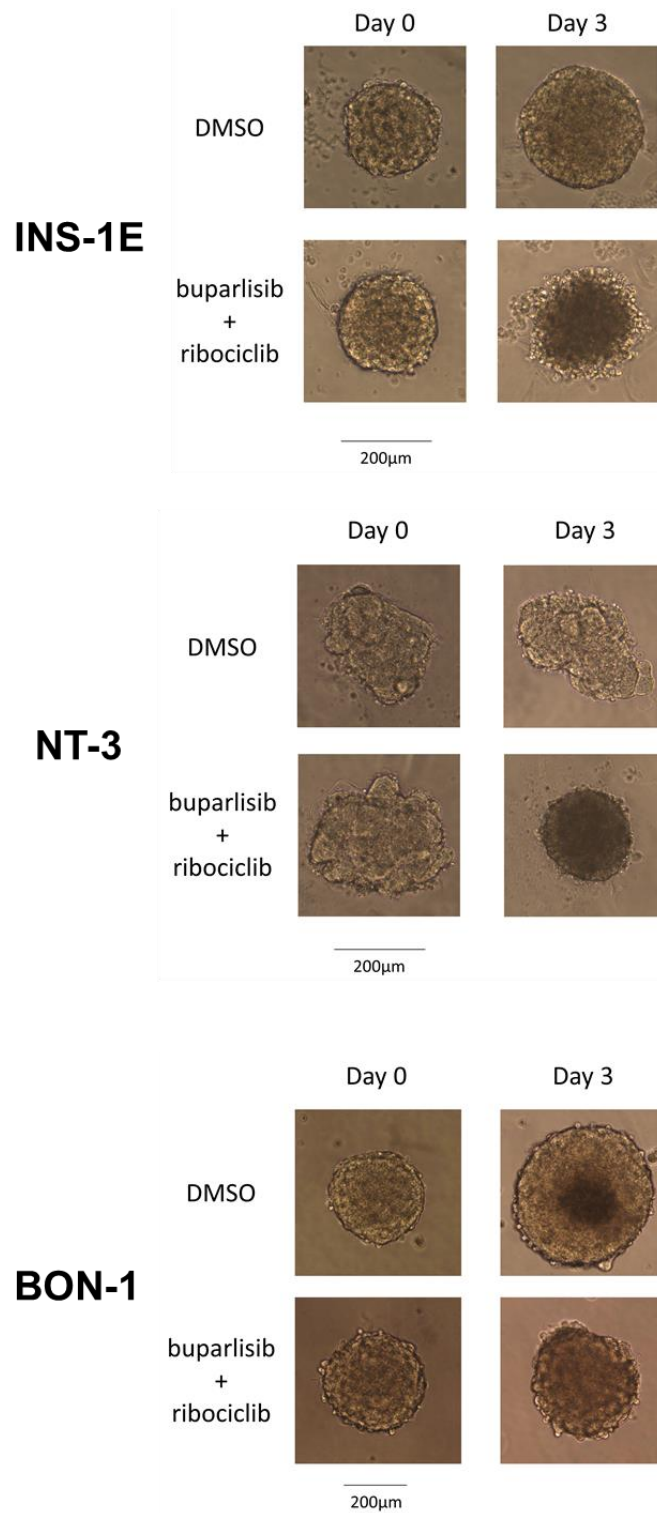 Day 0 Day 3
DMSO
INS-1E
buparlisib
+
ribociclib
200µm
Day 0 Day 3
DMSO
NT-3
buparlisib
+
ribociclib
200µm
Day 0 Day 3
DMSO
BON-1
buparlisib
+
ribociclib
200µm